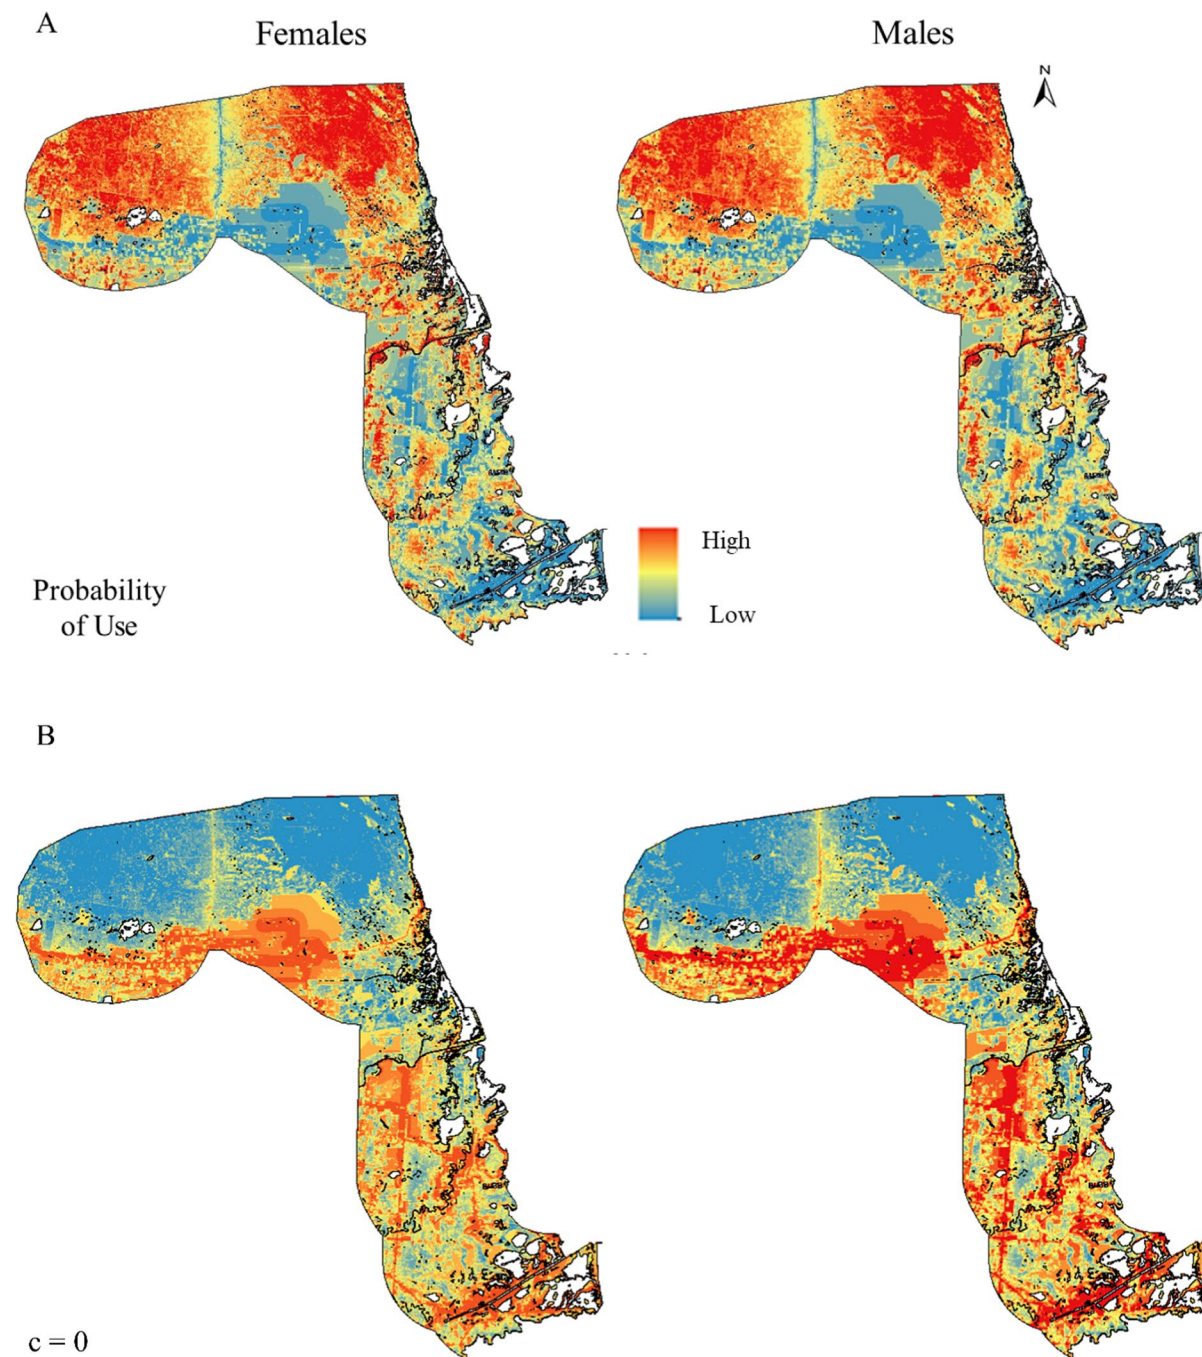 A
Females
Males
N
High
Low
Probability
of Use
B
c = 0